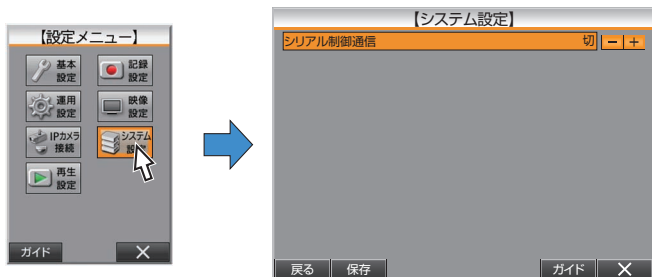 【設定メニュー】
基本
設定
記録
設定
運用
設定
映像
設定
IPカメラ
接続
システム
設定
再生
設定
ガイド
【システム設定】
シリアル制御通信 切 − +
戻る 保存 ガイド